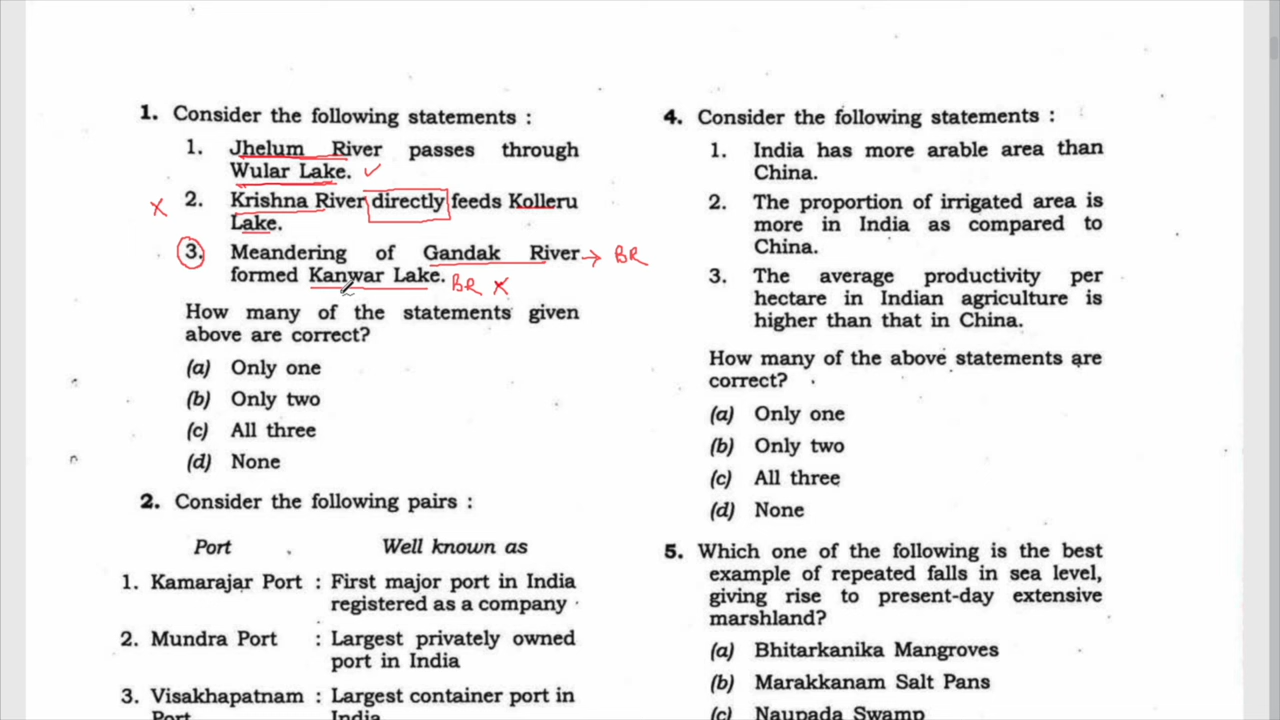 1. Consider the following statements :
1. Jhelum River passes through
Wular Lake. ✓
x 2. Krishna River directly feeds Kolleru
Lake.
3. Meandering of Gandak River → BR
formed Kanwar Lake. BR x
How many of the statements given
above are correct?
(a) Only one
(b) Only two
(c) All three
(d) None
2. Consider the following pairs :
Port Well known as
1. Kamarajar Port : First major port in India
registered as a company
2. Mundra Port : Largest privately owned
port in India
3. Visakhapatnam : Largest container port in
Port India
4. Consider the following statements :
1. India has more arable area than
China.
2. The proportion of irrigated area is
more in India as compared to
China.
3. The average productivity per
hectare in Indian agriculture is
higher than that in China.
How many of the above statements are
correct?
(a) Only one
(b) Only two
(c) All three
(d) None
5. Which one of the following is the best
example of repeated falls in sea level,
giving rise to present-day extensive
marshland?
(a) Bhitarkanika Mangroves
(b) Marakkanam Salt Pans
(c) Naupada Swamp